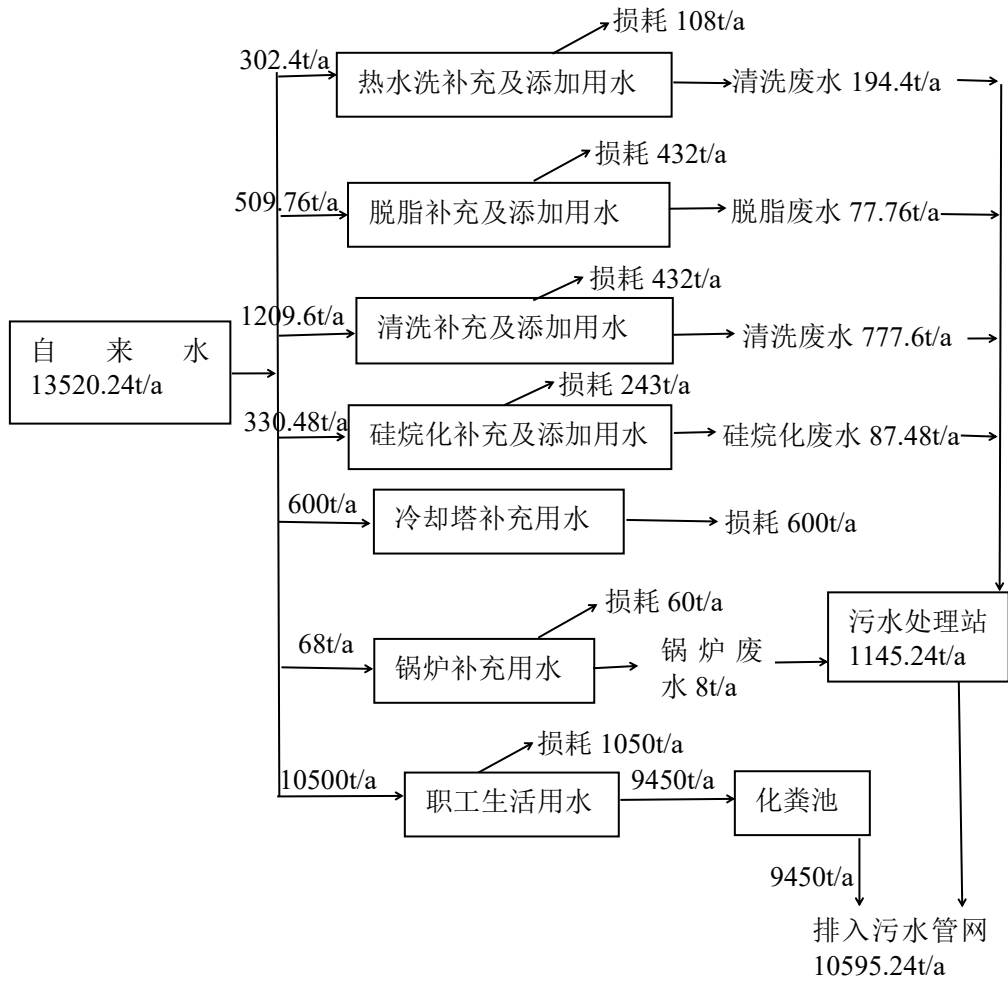 损耗 108t/a
302.4t/a
热水洗补充及添加用水
清洗废水 194.4t/a
损耗 432t/a
509.76t/a
脱脂补充及添加用水
脱脂废水 77.76t/a
损耗 432t/a
1209.6t/a
清洗补充及添加用水
清洗废水 777.6t/a
自来水
13520.24t/a
损耗 243t/a
330.48t/a
硅烷化补充及添加用水
硅烷化废水 87.48t/a
600t/a
冷却塔补充用水
损耗 600t/a
损耗 60t/a
68t/a
锅炉补充用水
锅炉废
水 8t/a
污水处理站
1145.24t/a
损耗 1050t/a
10500t/a
职工生活用水
9450t/a
化粪池
9450t/a
排入污水管网
10595.24t/a